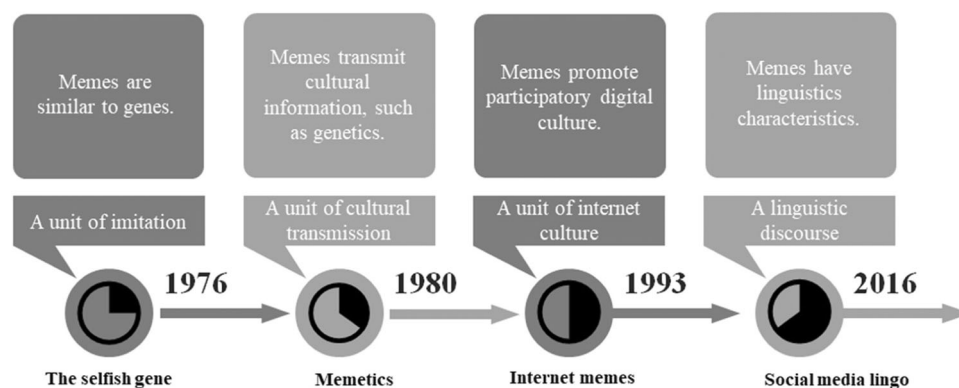 Memes are
similar to genes.
Memes transmit
cultural
information, such
as genetics.
Memes promote
participatory digital
culture.
Memes have
linguistics
characteristics.
A unit of imitation
A unit of cultural
transmission
A unit of internet
culture
A linguistic
discourse
1976
1980
1993
2016
The selfish gene
Memetics
Internet memes
Social media lingo